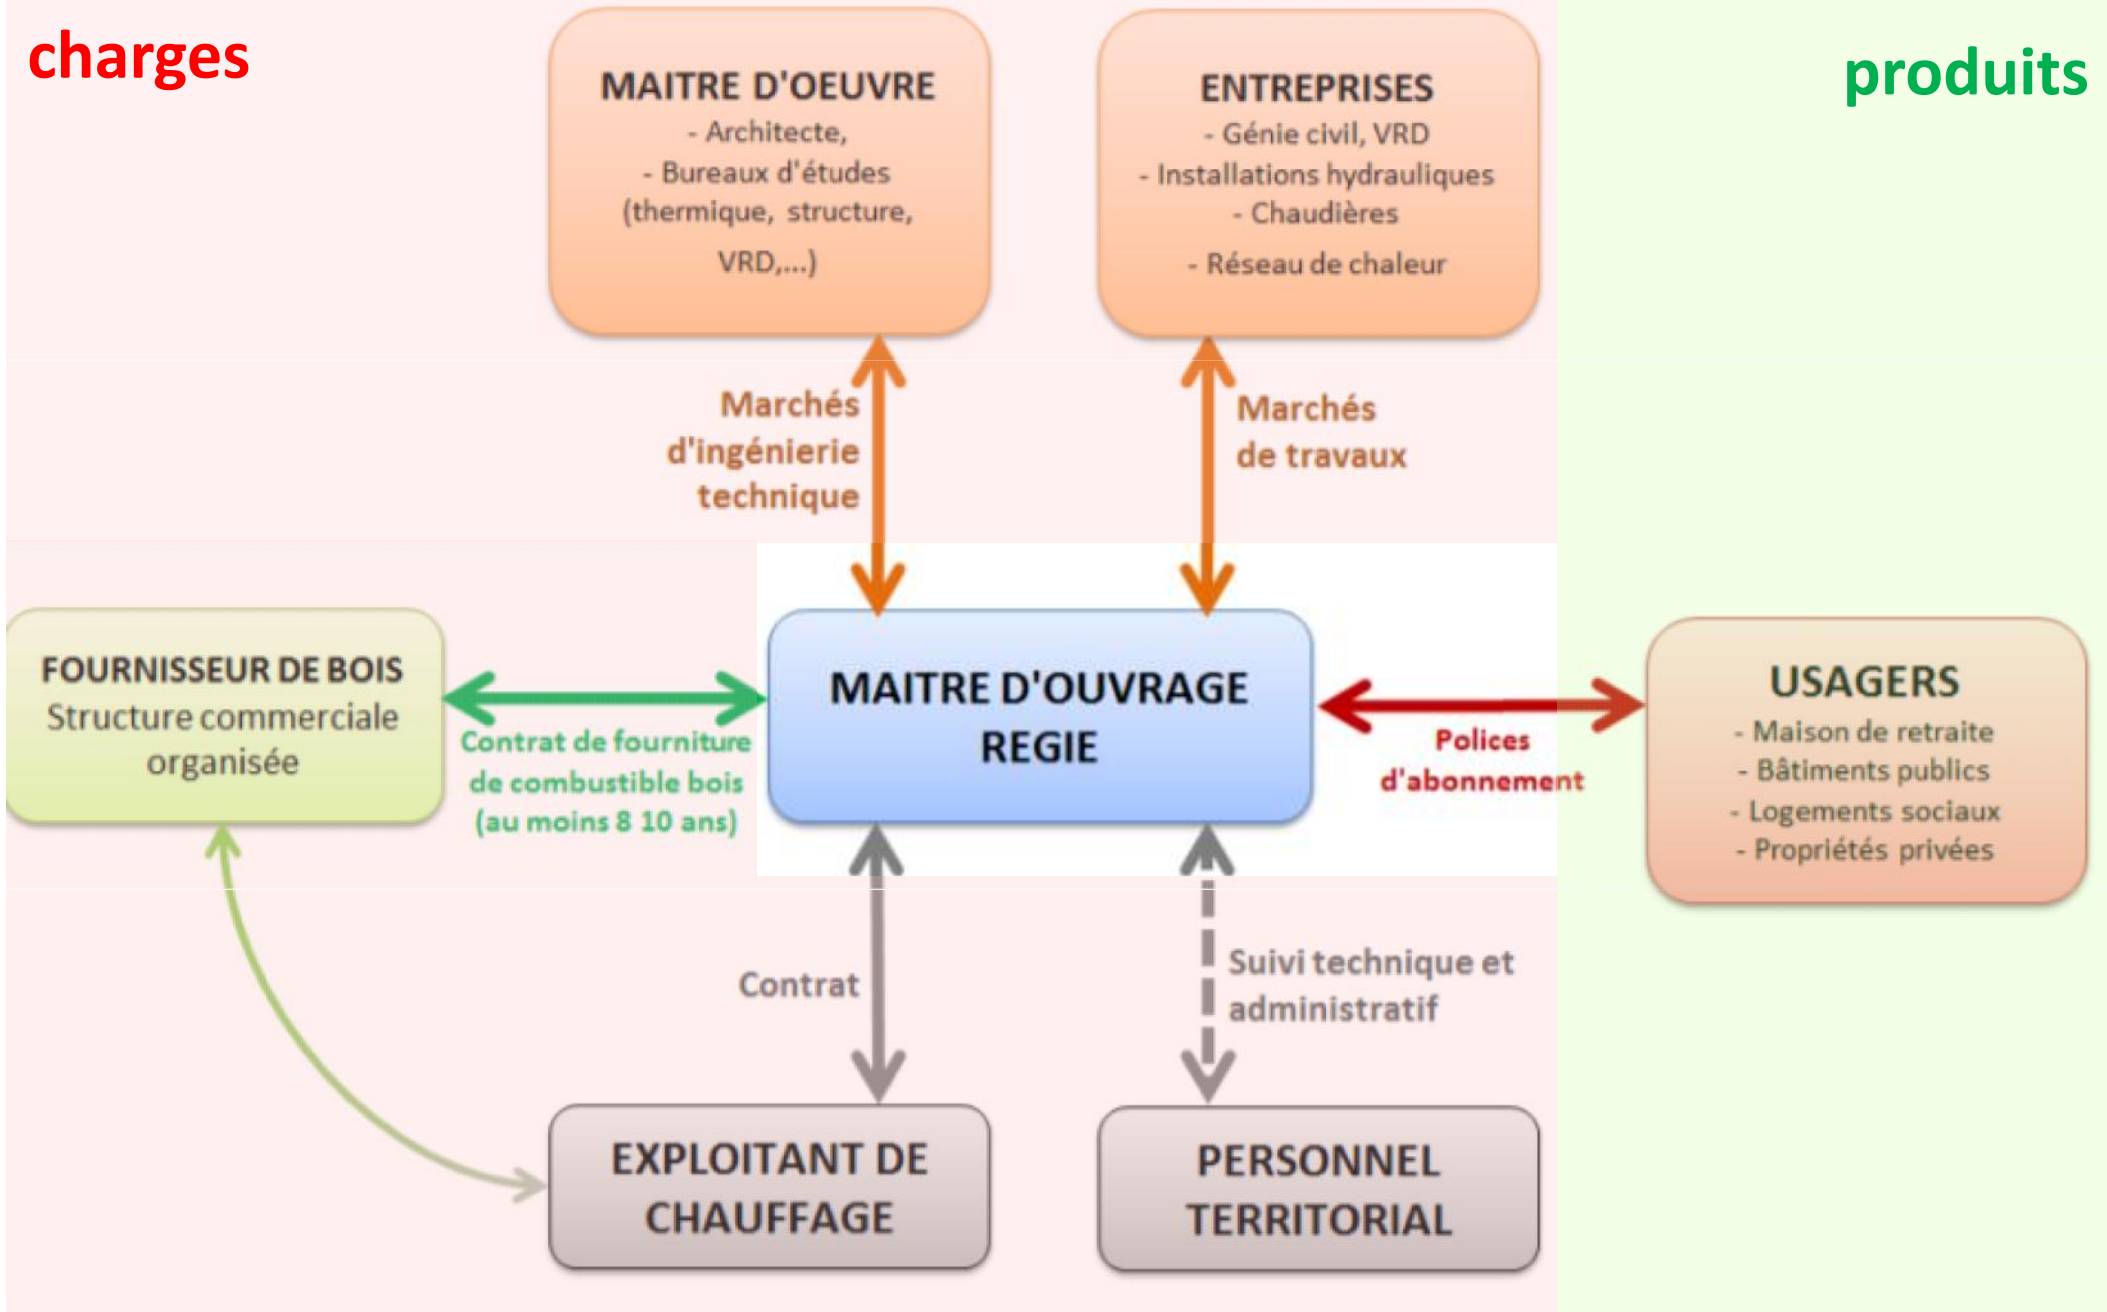 charges
produits
MAITRE D'OEUVRE
- Architecte,
- Bureaux d'études
(thermique, structure,
VRD,...)
ENTREPRISES
- Génie civil, VRD
- Installations hydrauliques
- Chaudières
- Réseau de chaleur
Marchés
d'ingénierie
technique
Marchés
de travaux
FOURNISSEUR DE BOIS
Structure commerciale
organisée
Contrat de fourniture
de combustible bois
(au moins 8 10 ans)
MAITRE D'OUVRAGE
REGIE
Polices
d'abonnement
USAGERS
- Maison de retraite
- Bâtiments publics
- Logements sociaux
- Propriétés privées
Contrat
Suivi technique et
administratif
EXPLOITANT DE
CHAUFFAGE
PERSONNEL
TERRITORIAL